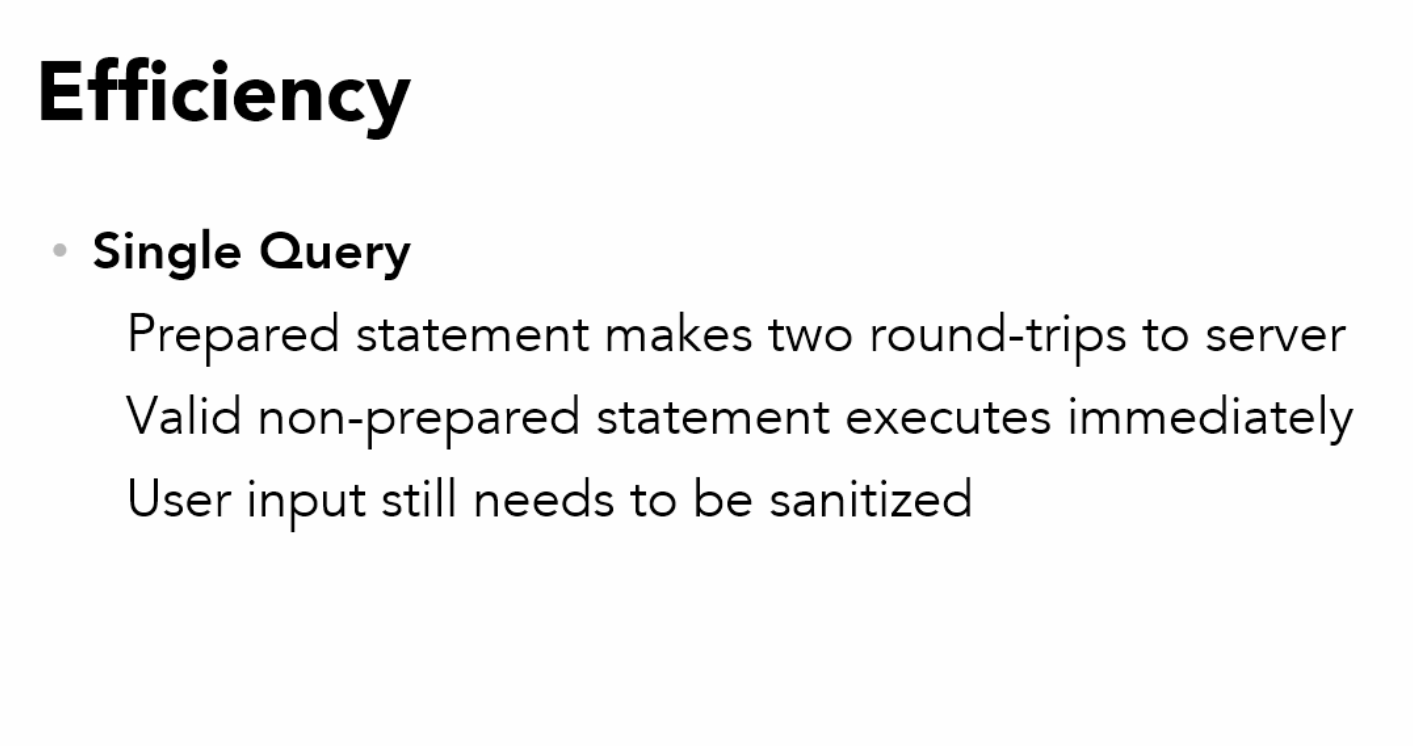 Efficiency
• Single Query
Prepared statement makes two round-trips to server
Valid non-prepared statement executes immediately
User input still needs to be sanitized